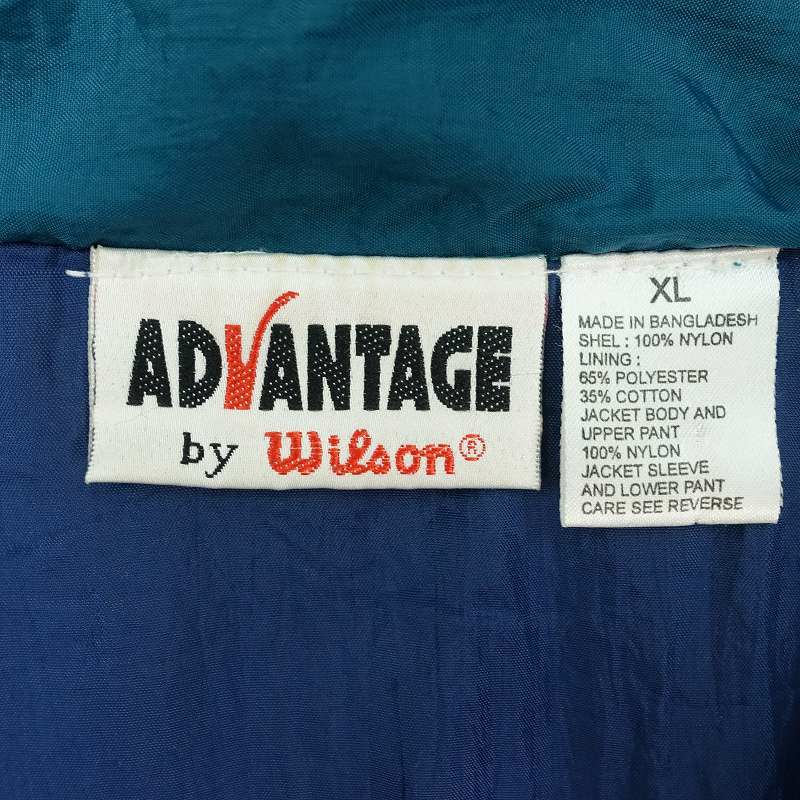 ADVANTAGE
by Wilson®
XL
MADE IN BANGLADESH
SHEL : 100% NYLON
LINING :
65% POLYESTER
35% COTTON
JACKET BODY AND
UPPER PANT
100% NYLON
JACKET SLEEVE
AND LOWER PANT
CARE SEE REVERSE